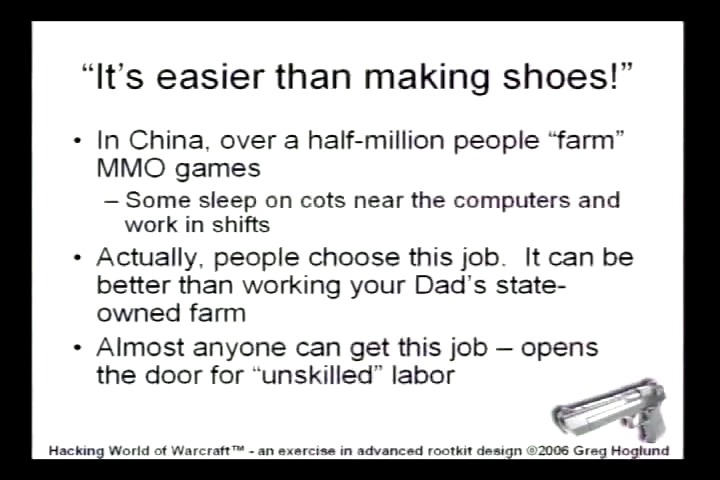 “It’s easier than making shoes!”
• In China, over a half-million people “farm”
MMO games
– Some sleep on cots near the computers and
work in shifts
• Actually, people choose this job. It can be
better than working your Dad’s state-
owned farm
• Almost anyone can get this job – opens
the door for “unskilled” labor
Hacking World of Warcraft™ - an exercise in advanced rootkit design ©2006 Greg Hoglund